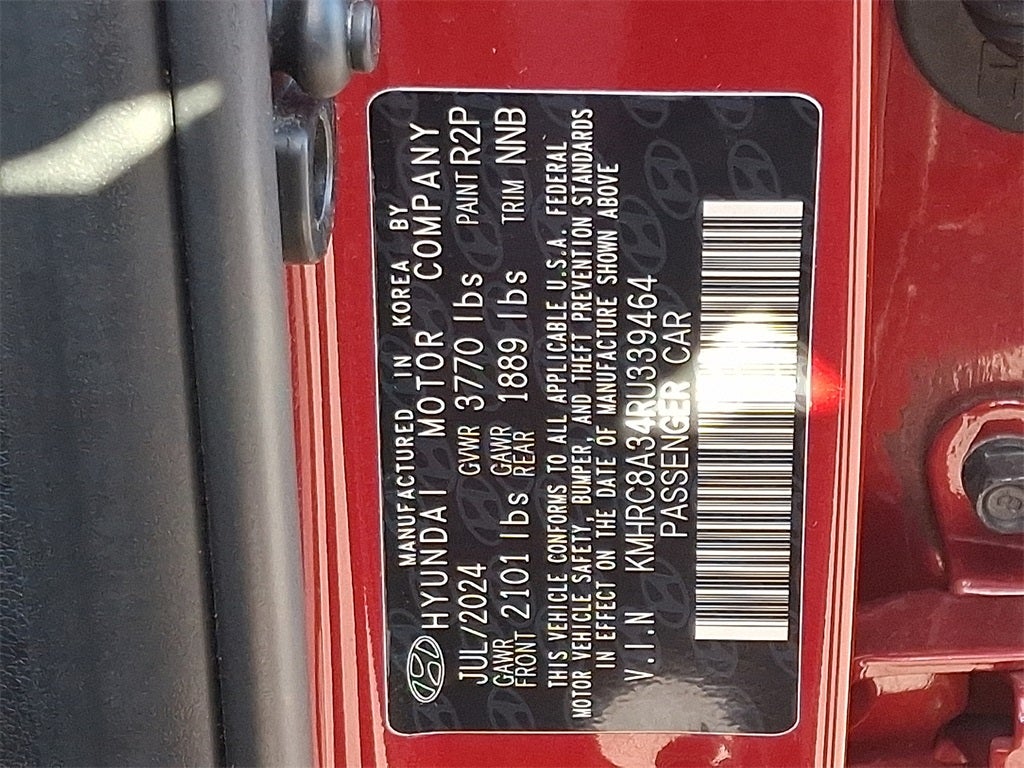 MANUFACTURED IN KOREA BY
HYUNDAI MOTOR COMPANY
JUL/2024 GVWR 3770 lbs PAINT R2P
GAWR FRONT 2101 lbs GAWR REAR 1889 lbs TRIM NNB
THIS VEHICLE CONFORMS TO ALL APPLICABLE U.S.A. FEDERAL
MOTOR VEHICLE SAFETY, BUMPER, AND THEFT PREVENTION STANDARDS
IN EFFECT ON THE DATE OF MANUFACTURE SHOWN ABOVE
V.I.N KMHRC8A34RU339464
PASSENGER CAR